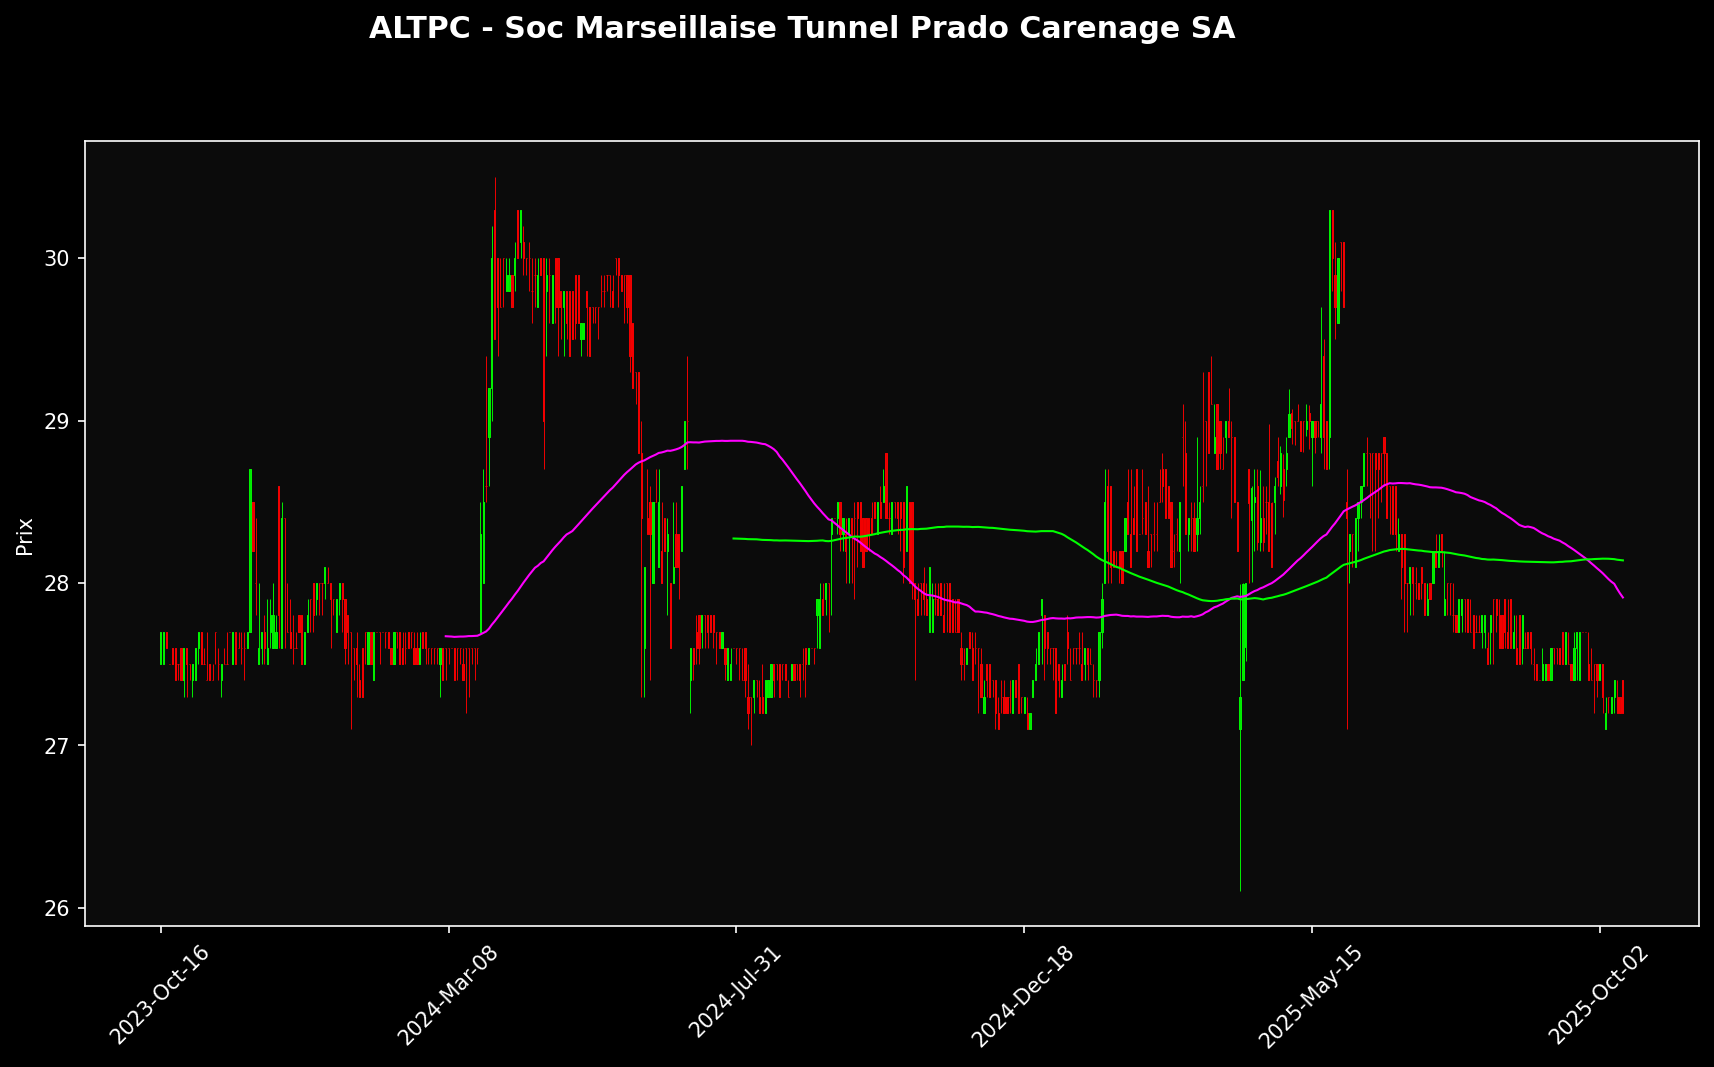 ALTPC - Soc Marseillaise Tunnel Prado Carenage SA
Prix
30
29
28
27
26
2023-Oct-16
2024-Mar-08
2024-Jul-31
2024-Dec-18
2025-May-15
2025-Oct-02